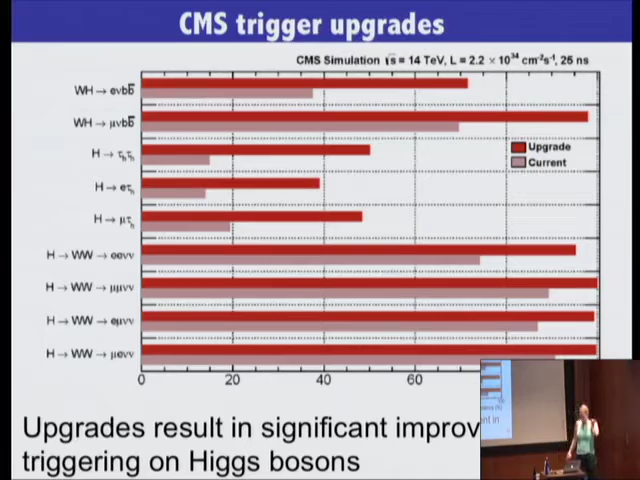 CMS trigger upgrades
CMS Simulation √s = 14 TeV, L = 2.2 × 10³⁴ cm⁻²s⁻¹, 25 ns
WH → eνbb̅
WH → μνbb̅
H → τₕτₕ
H → eτₕ
H → μτₕ
H → WW → eeνν
H → WW → μμνν
H → WW → eμνν
H → WW → μeνν
Upgrade
Current
0 20 40 60
Upgrades result in significant improv
triggering on Higgs bosons